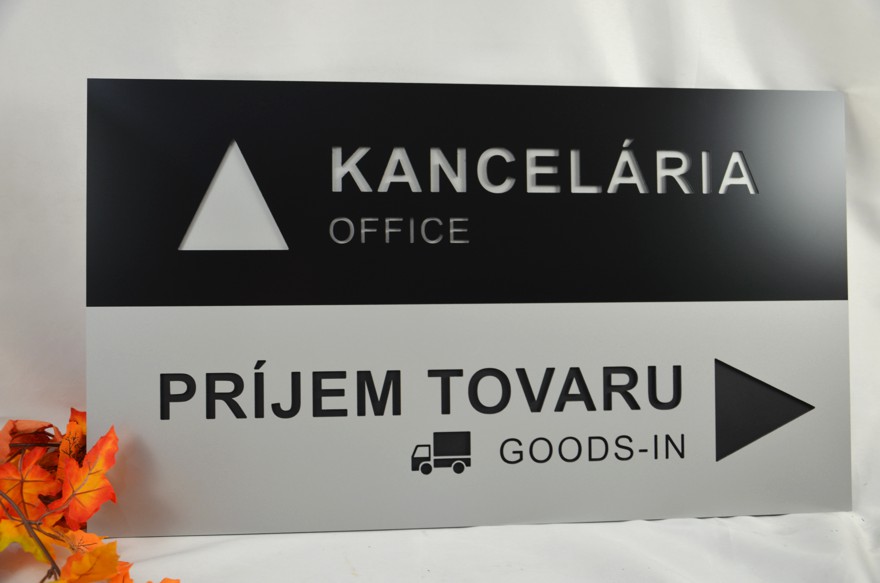 KANCELÁRIA
OFFICE
PRÍJEM TOVARU
GOODS-IN